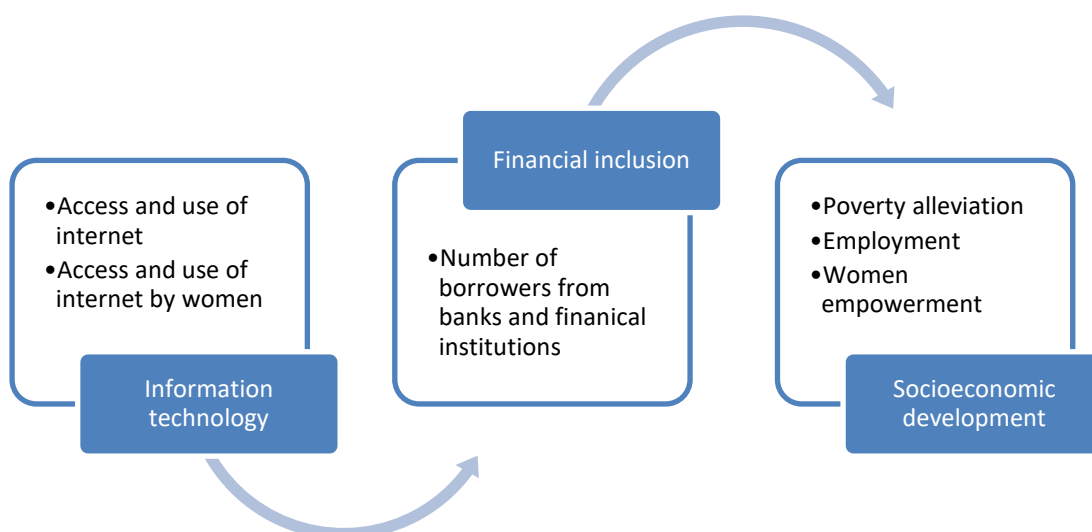 •Access and use of
internet
•Access and use of
internet by women
Information
technology
Financial inclusion
•Number of
borrowers from
banks and finanical
institutions
•Poverty alleviation
•Employment
•Women
empowerment
Socioeconomic
development